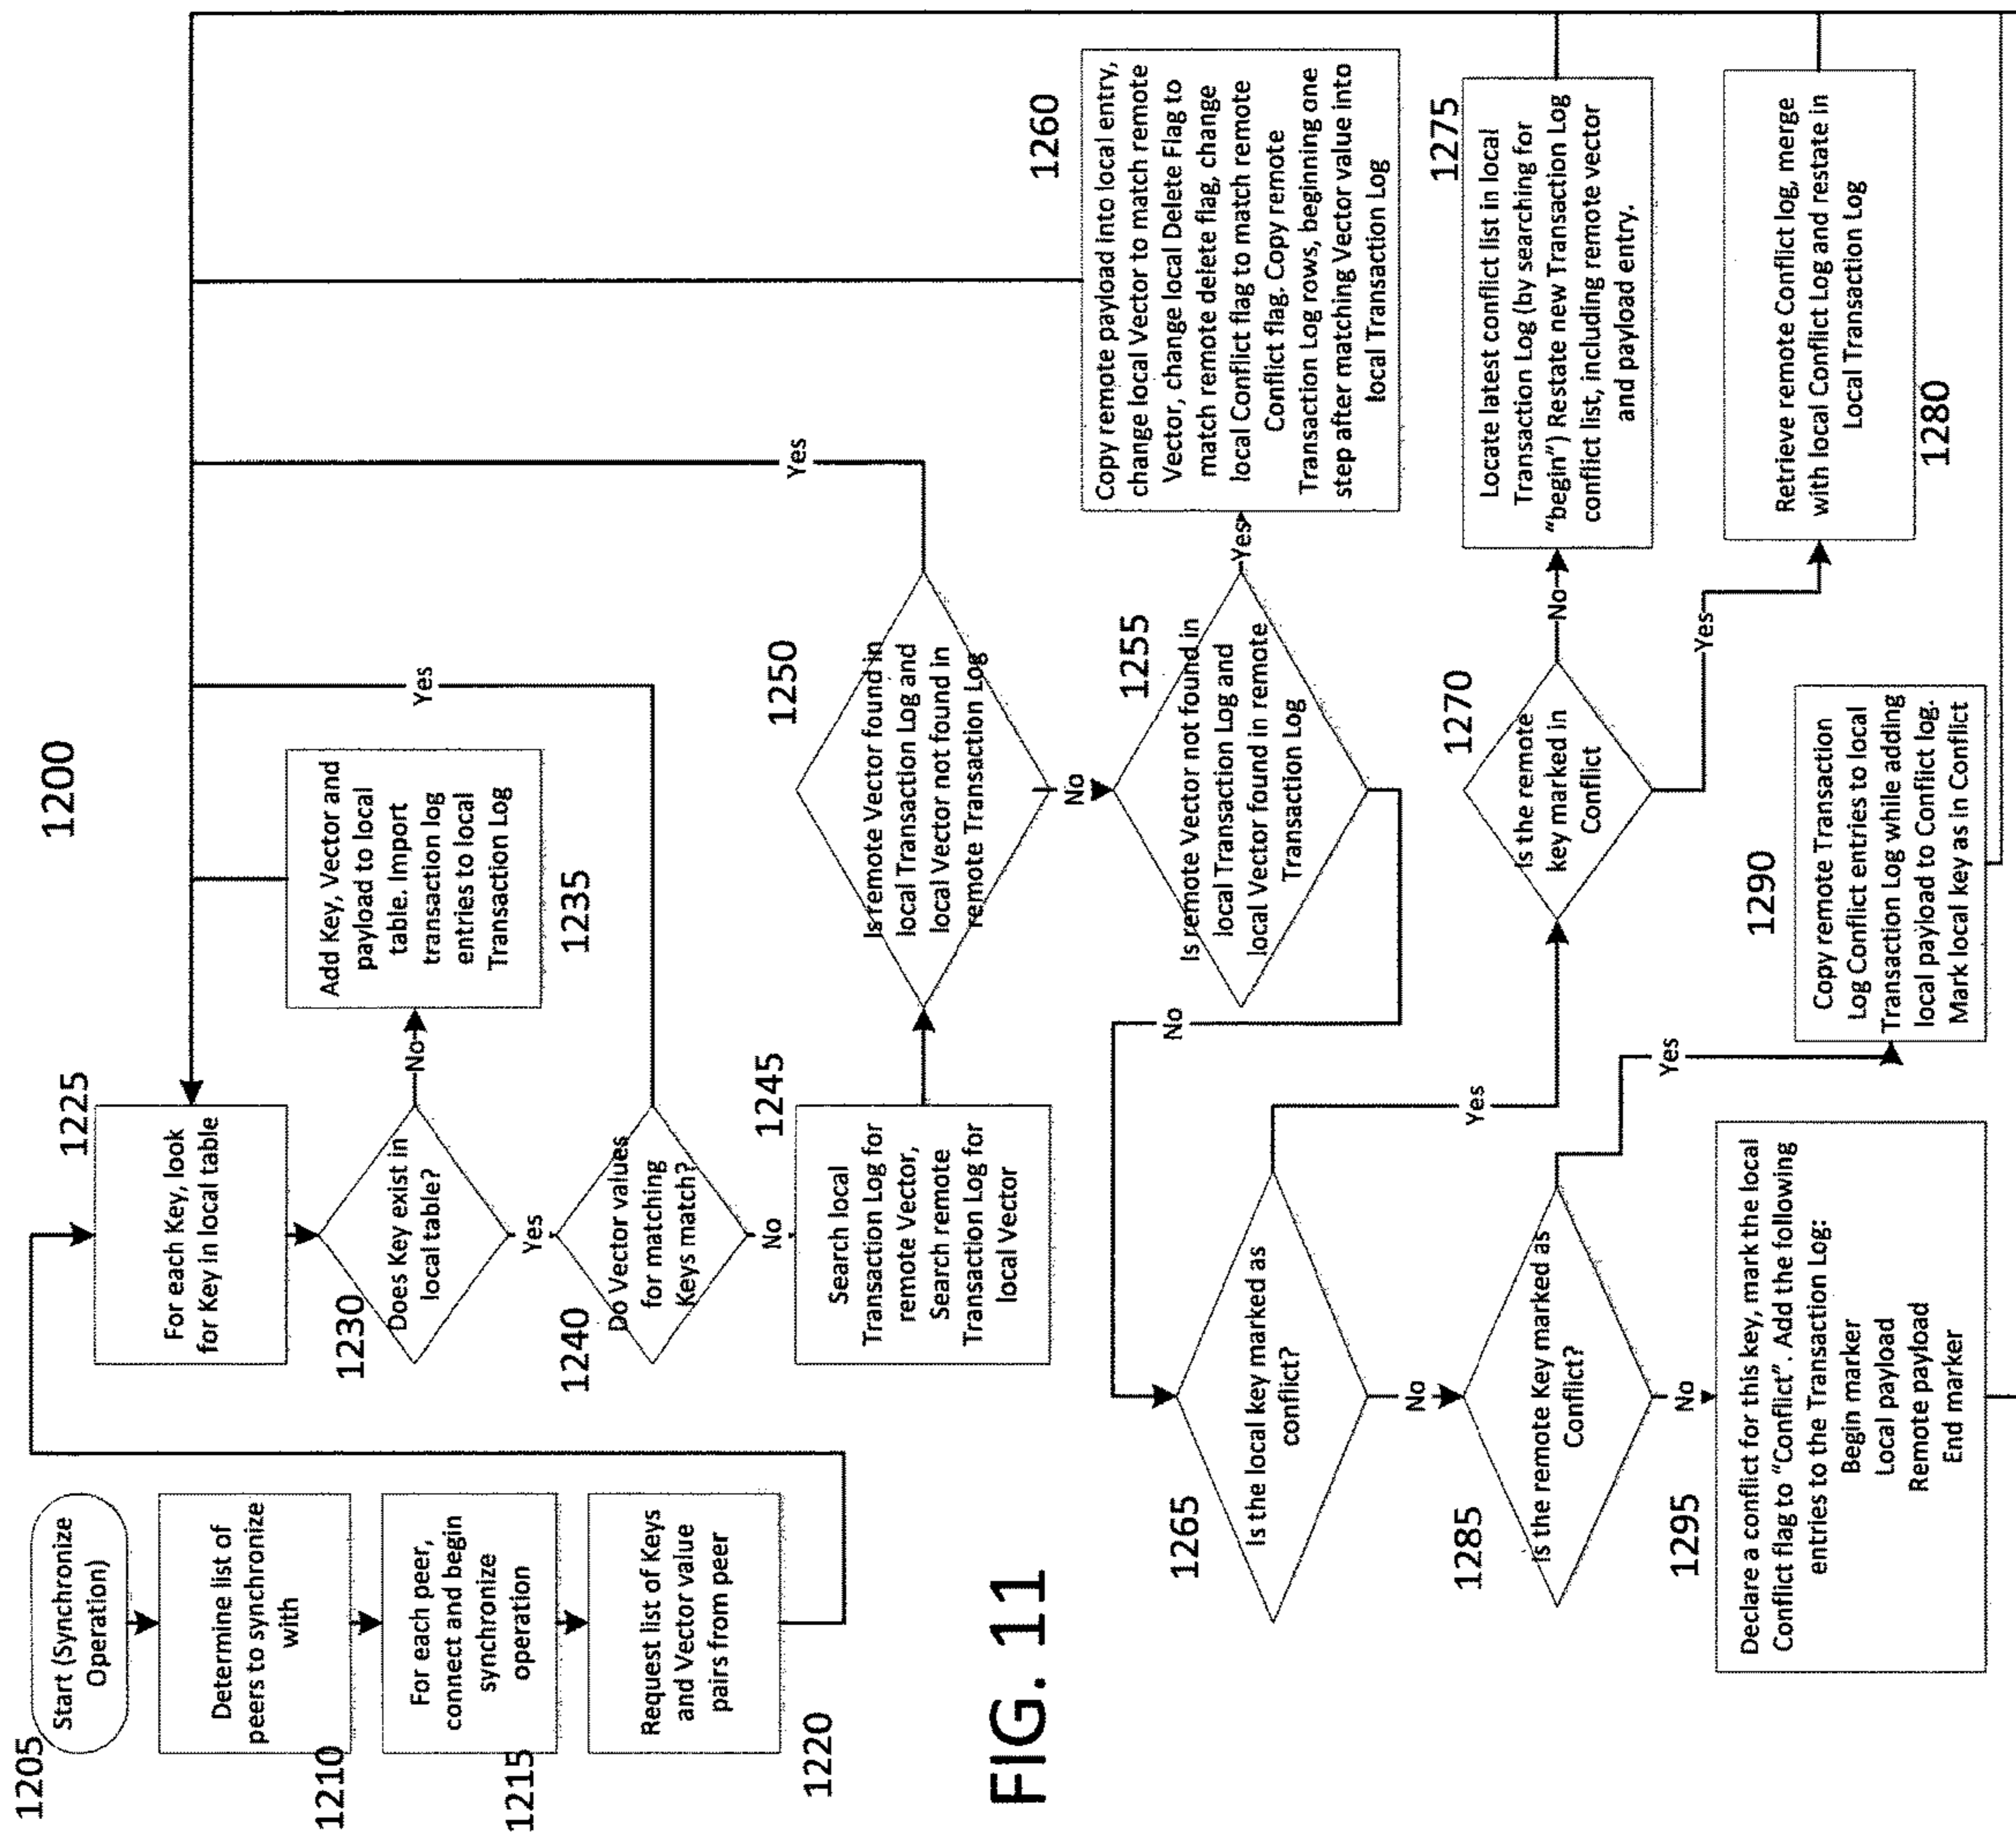 1200
1205
Start (Synchronize
Operation)
1210
Determine list of
peers to synchronize
with
1215
For each peer,
connect and begin
synchronize
operation
1220
Request list of Keys
and Vector value
pairs from peer
1225
For each Key, look
for Key in local table
1230
Does Key exist in
local table?
No
Yes
1235
Add Key, Vector and
payload to local
table. Import
transaction log
entries to local
Transaction Log
1240
Do Vector values
for matching
Keys match?
Yes
No
1245
Search local
Transaction Log for
remote Vector,
Search remote
Transaction Log for
local Vector
1250
Is remote Vector found in
local Transaction Log and
local Vector not found in
remote Transaction Log
Yes
No
1255
Is remote Vector not found in
local Transaction Log and
local Vector found in remote
Transaction Log
Yes
No
1260
Copy remote payload into local entry,
change local Vector to match remote
Vector, change local Delete Flag to
match remote delete flag, change
local Conflict flag to match remote
Conflict flag. Copy remote
Transaction Log rows, beginning one
step after matching Vector value into
local Transaction Log
1265
Is the local key marked as
conflict?
Yes
No
1270
Is the remote
key marked in
Conflict
No
Yes
1275
Locate latest conflict list in local
Transaction Log (by searching for
"begin") Restate new Transaction Log
conflict list, including remote vector
and payload entry.
1280
Retrieve remote Conflict log, merge
with local Conflict Log and restate in
Local Transaction Log
1285
Is the remote Key marked as
Conflict?
Yes
No
1290
Copy remote Transaction
Log Conflict entries to local
Transaction Log while adding
local payload to Conflict log.
Mark local key as in Conflict
1295
Declare a conflict for this key, mark the local
Conflict flag to "Conflict". Add the following
entries to the Transaction Log:
Begin marker
Local payload
Remote payload
End marker
FIG. 11